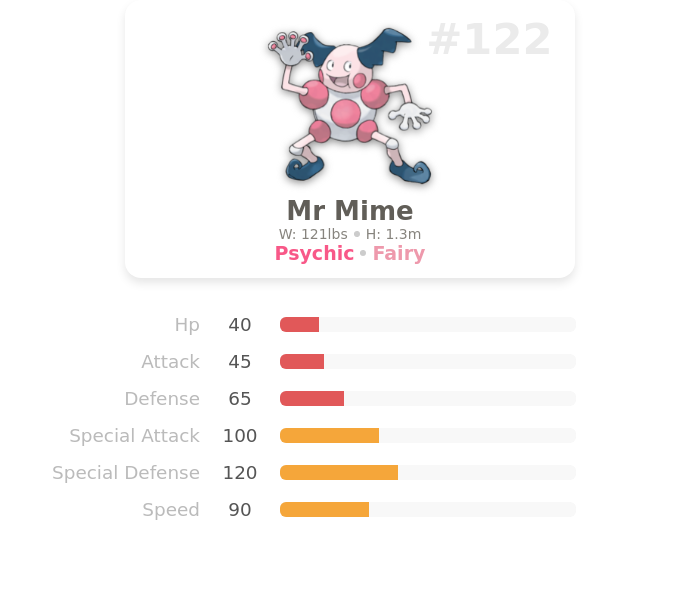 #122
Mr Mime
W: 121lbs • H: 1.3m
Psychic • Fairy
Hp 40
Attack 45
Defense 65
Special Attack 100
Special Defense 120
Speed 90